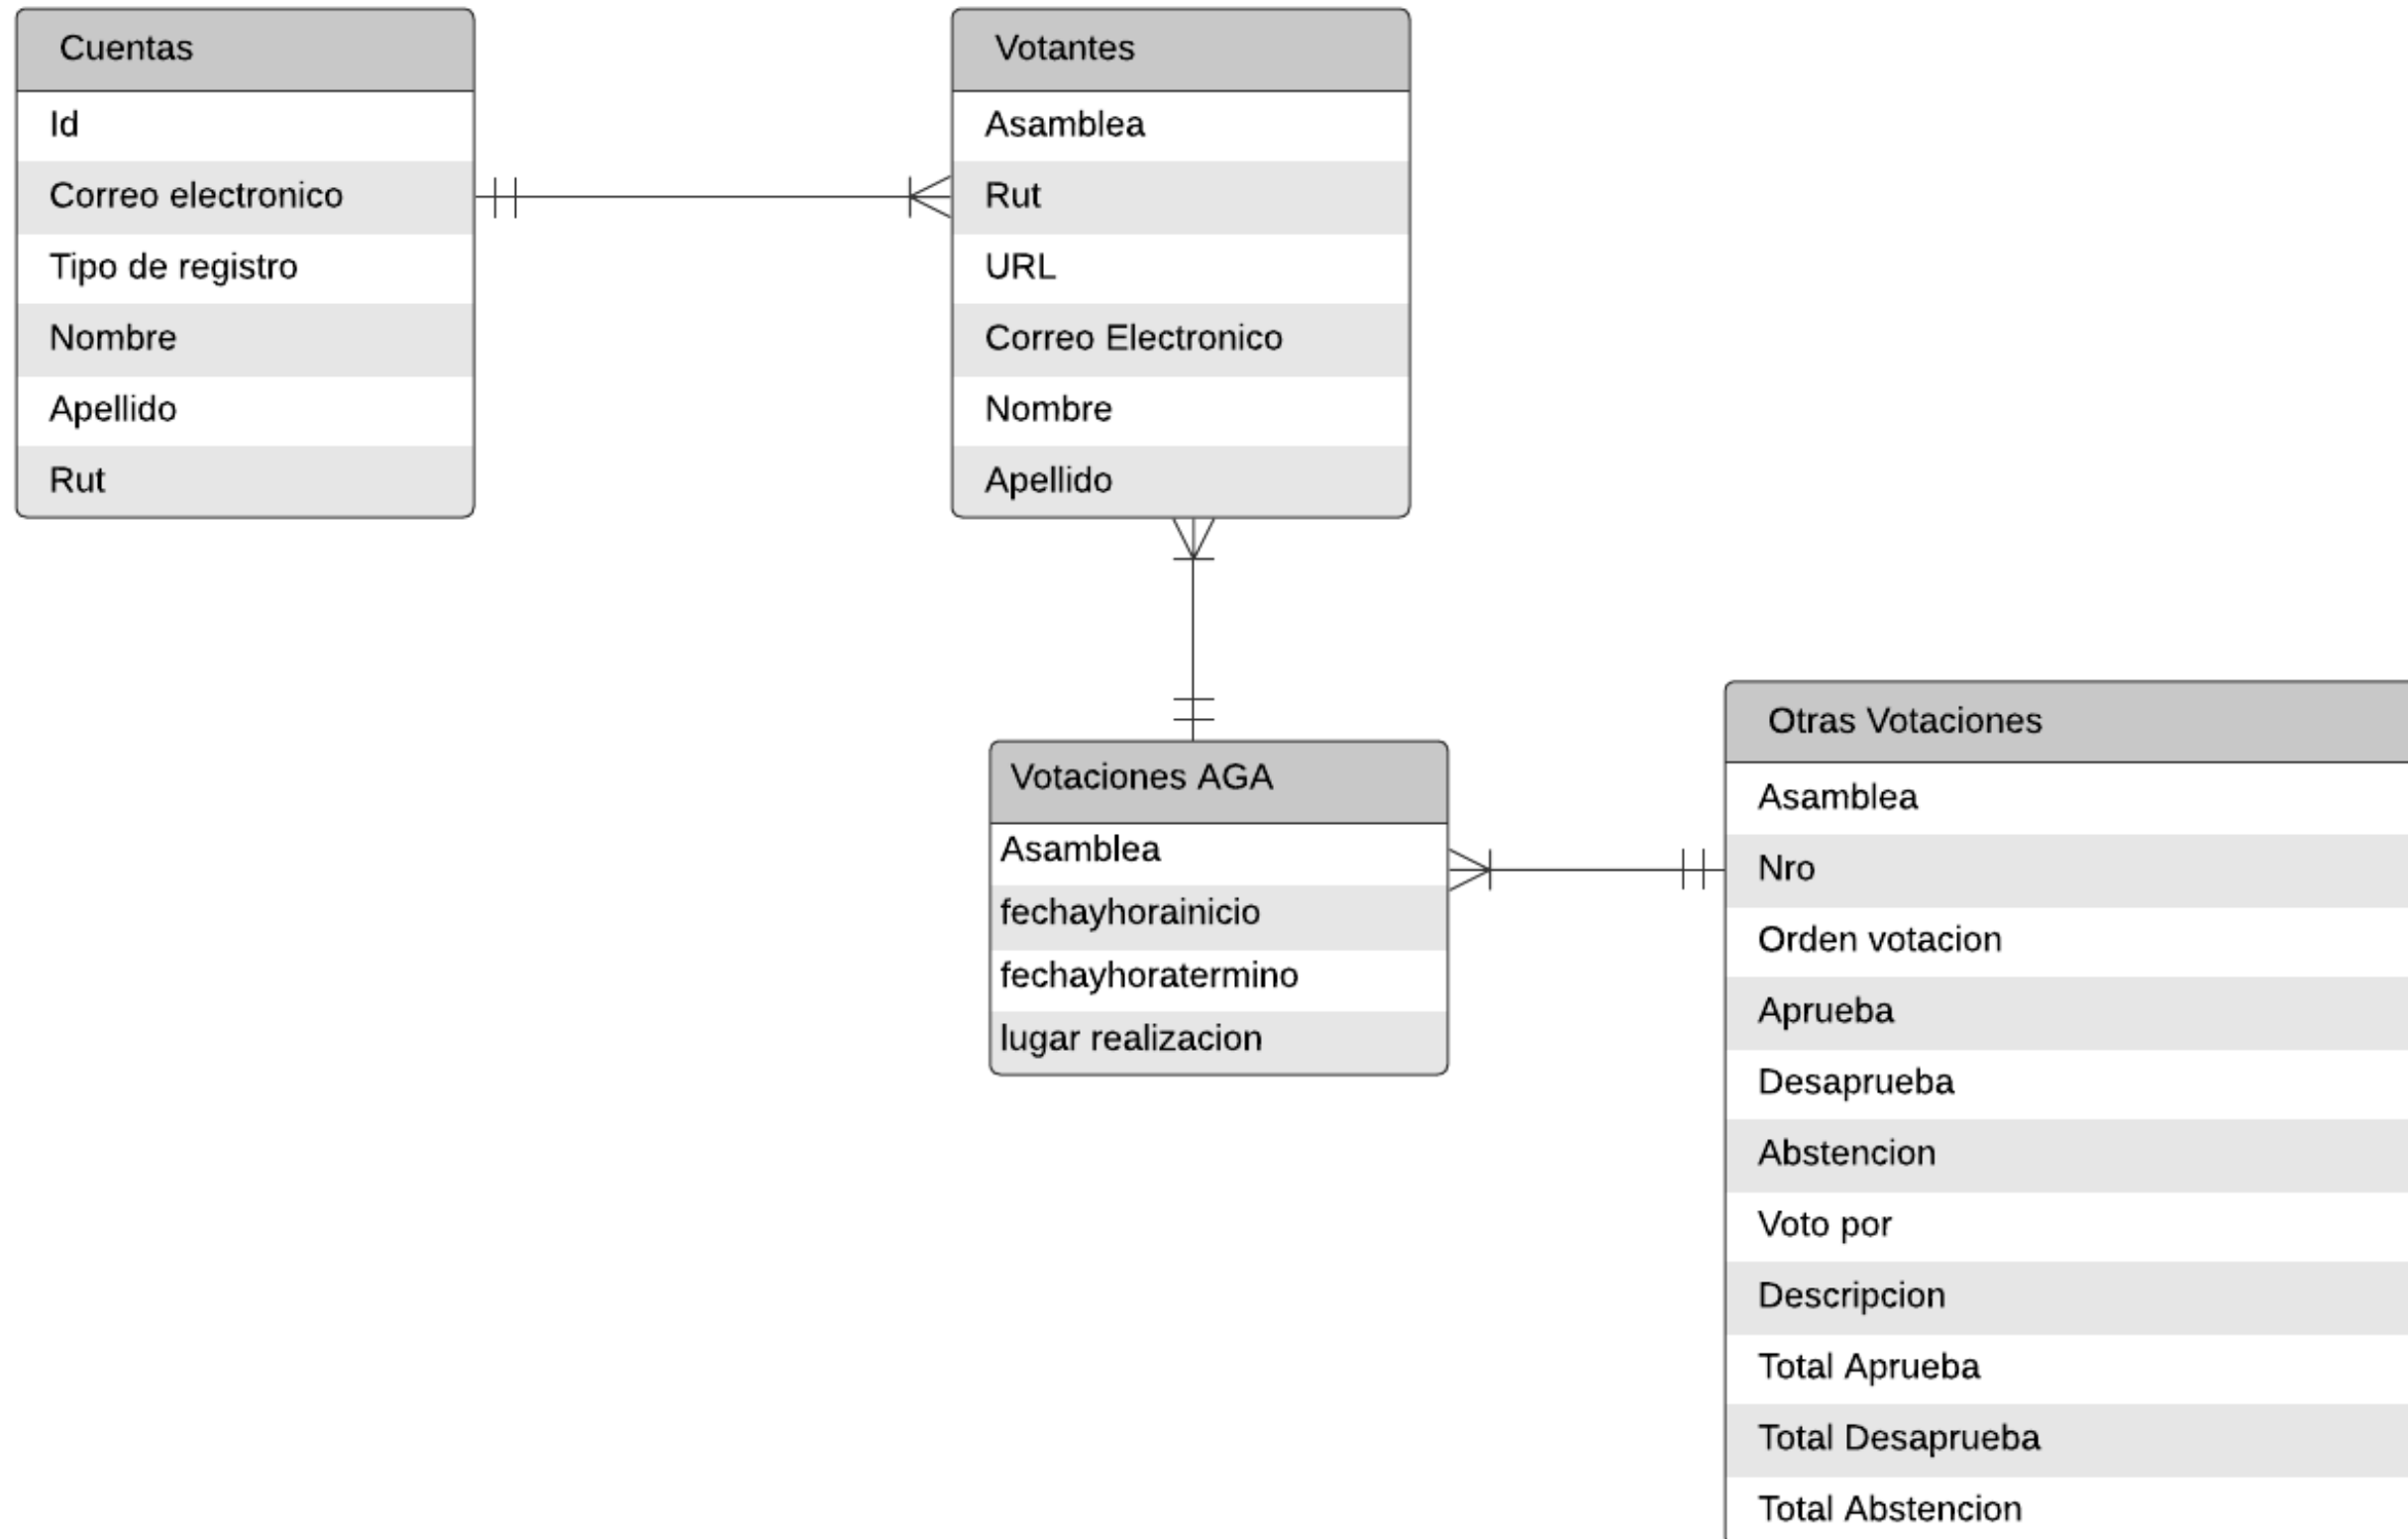 Cuentas
Id
Correo electronico
Tipo de registro
Nombre
Apellido
Rut
Votantes
Asamblea
Rut
URL
Correo Electronico
Nombre
Apellido
Votaciones AGA
Asamblea
fechayhorainicio
fechayhoratermino
lugar realizacion
Otras Votaciones
Asamblea
Nro
Orden votacion
Aprueba
Desaprueba
Abstencion
Voto por
Descripcion
Total Aprueba
Total Desaprueba
Total Abstencion